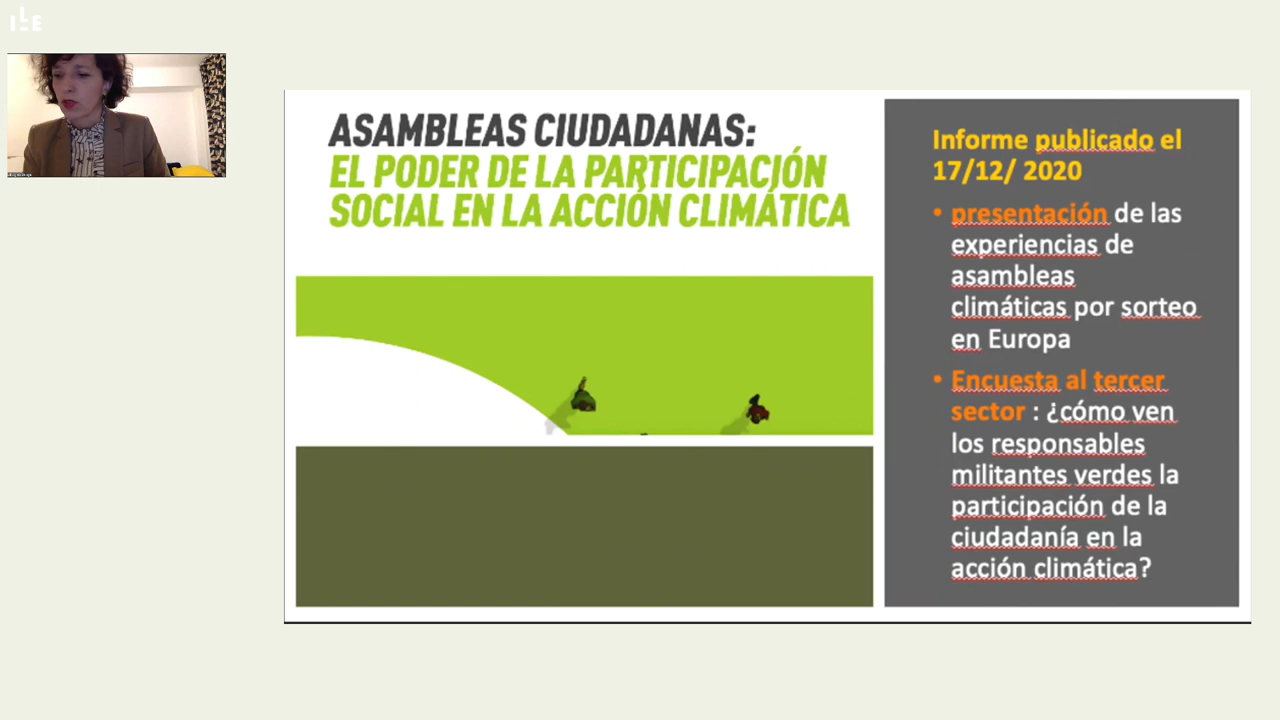 ILE
ASAMBLEAS CIUDADANAS:
EL PODER DE LA PARTICIPACIÓN
SOCIAL EN LA ACCIÓN CLIMÁTICA
Informe publicado el
17/12/ 2020
• presentación de las
experiencias de
asambleas
climáticas por sorteo
en Europa
• Encuesta al tercer
sector : ¿cómo ven
los responsables
militantes verdes la
participación de la
ciudadanía en la
acción climática?